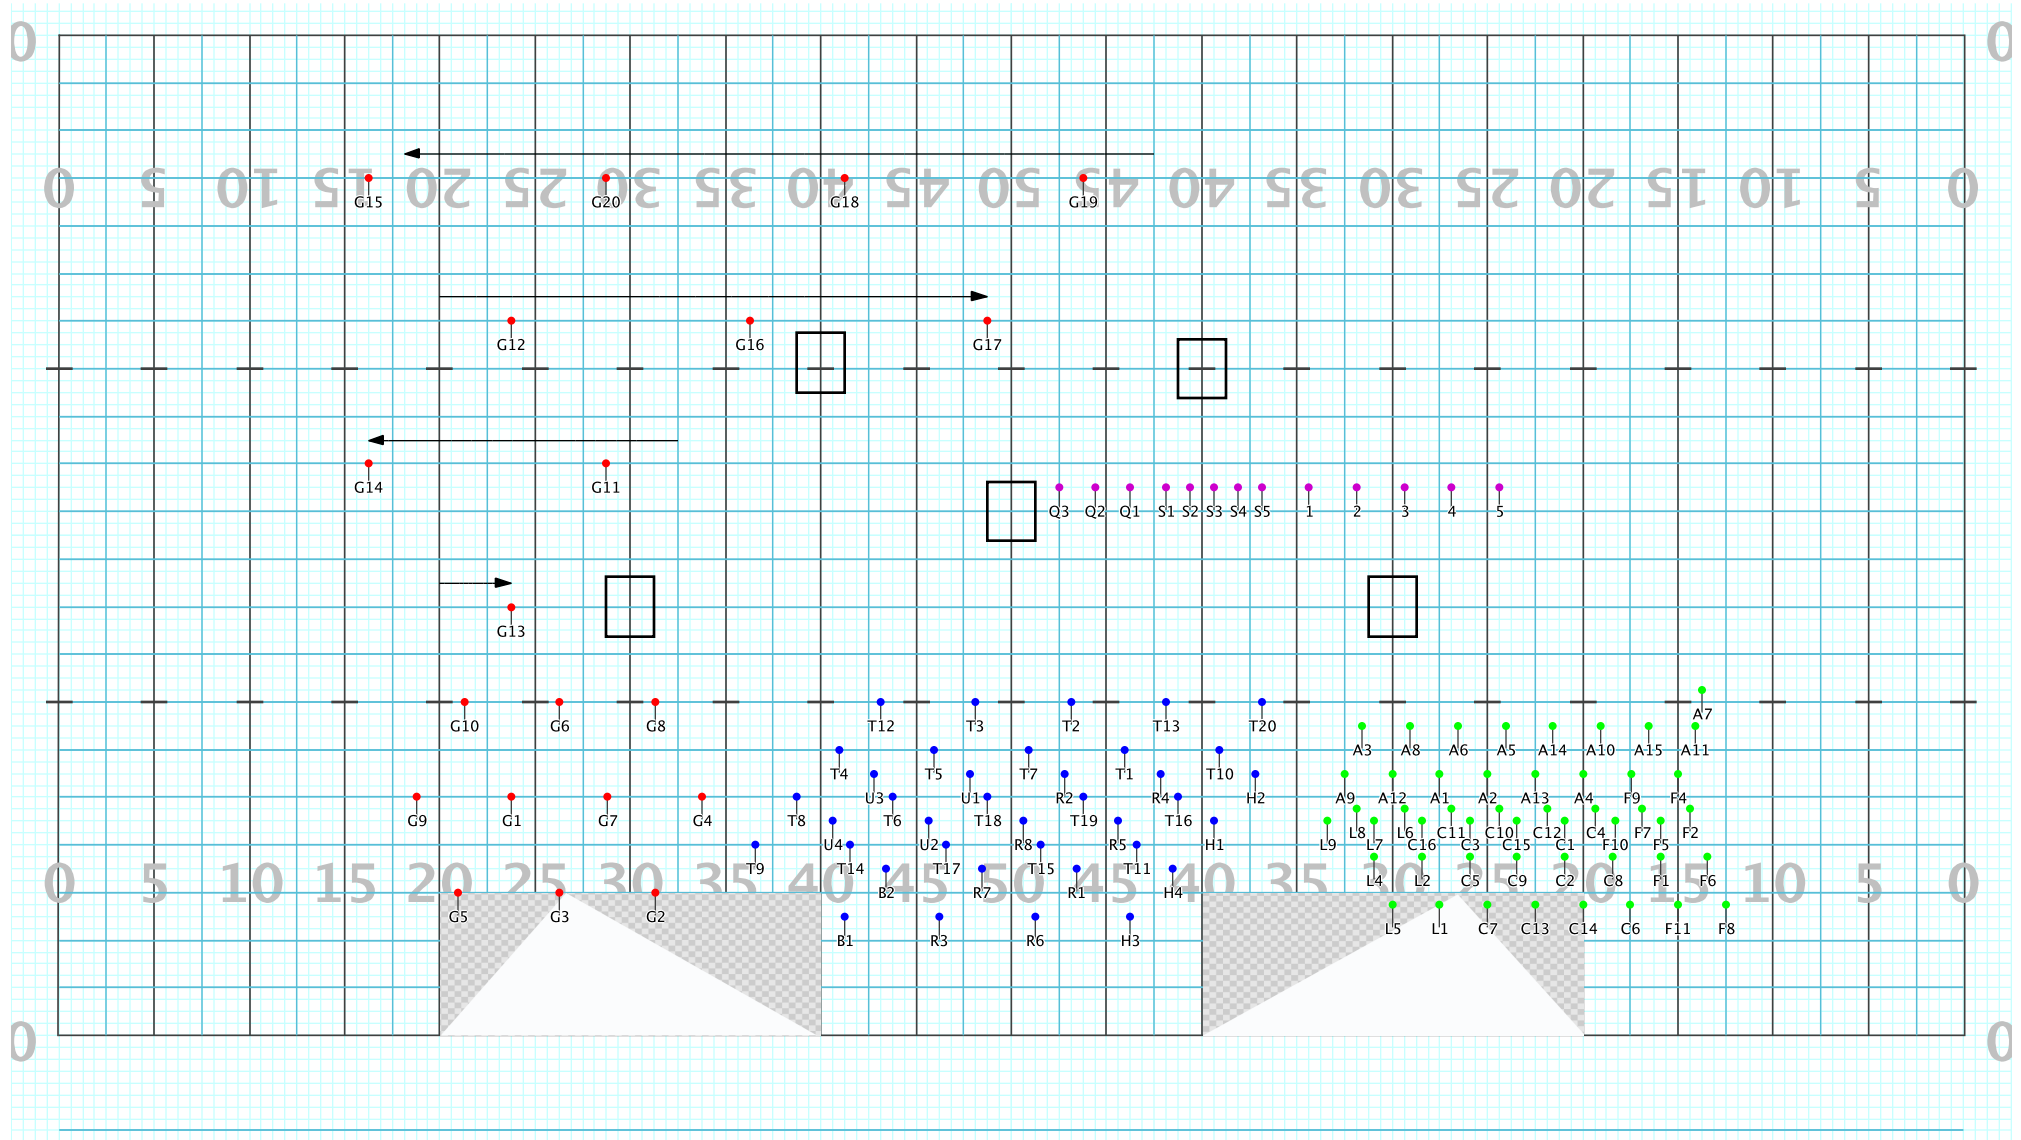 0 0
0 5 10 15 20 25 30 35 40 45 50 45 40 35 30 25 20 15 10 5 0
G15 G20 G18 G19
G12 G16 G17
G14 G11
Q3 Q2 Q1 S1 S2 S3 S4 S5 1 2 3 4 5
G13
A7
G10 G6 G8 T12 T3 T2 T13 T20
A3 A8 A6 A5 A14 A10 A15 A11
T4 T5 T7 T1 T10
U3 U1 R2 R4 H2 A9 A12 A1 A2 A13 A4 F9 F4
G9 G1 G7 G4 T8 T6 T18 T19 T16
L8 L6 C11 C10 C12 C4 F7 F2
U4 U2 R8 R5 H1 L9 L7 C16 C3 C15 C1 F10 F5
T9 T14 T17 T15 T11
L4 L2 C5 C9 C2 C8 F1 F6
0 5 10 15 20 25 30 35 40 45 50 45 40 35 30 25 20 15 10 5 0
B2 R7 R1 H4
G5 G3 G2
L5 L1 C7 C13 C14 C6 F11 F8
B1 R3 R6 H3
0 0